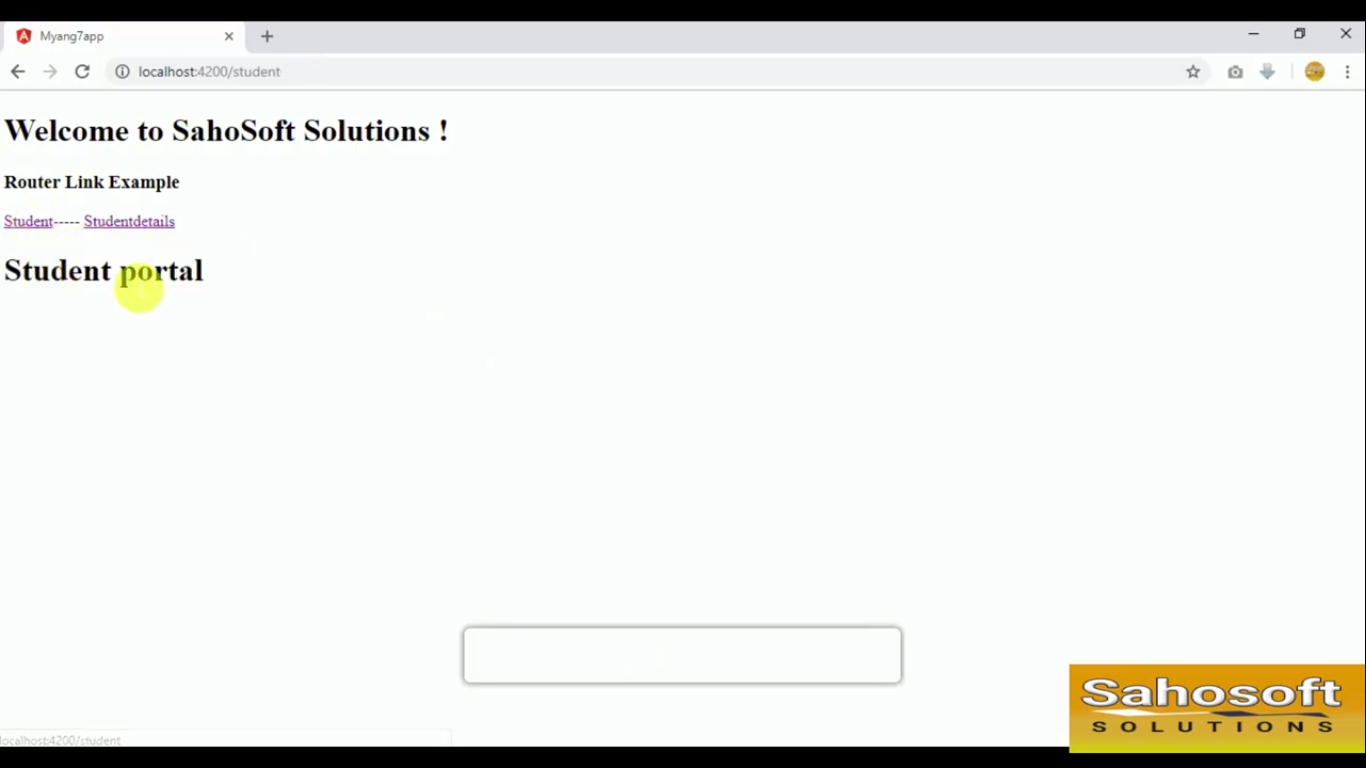 Myang7app
localhost:4200/student
Welcome to SahoSoft Solutions !
Router Link Example
Student----- Studentdetails
Student portal
Sahosoft
SOLUTIONS
localhost:4200/student